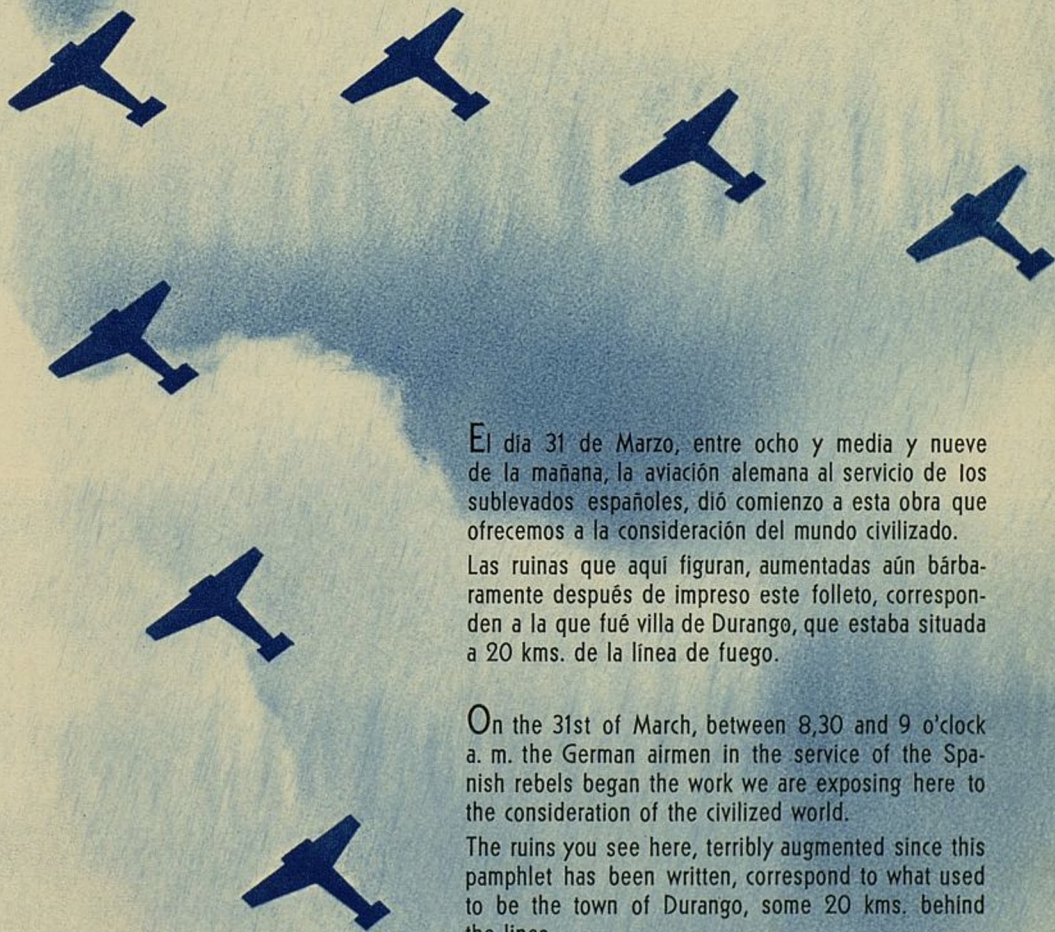 El día 31 de Marzo, entre ocho y media y nueve
de la mañana, la aviación alemana al servicio de los
sublevados españoles, dió comienzo a esta obra que
ofrecemos a la consideración del mundo civilizado.
Las ruinas que aquí figuran, aumentadas aún bárba-
ramente después de impreso este folleto, correspon-
den a la que fué villa de Durango, que estaba situada
a 20 kms. de la línea de fuego.
On the 31st of March, between 8,30 and 9 o'clock
a. m. the German airmen in the service of the Spa-
nish rebels began the work we are exposing here to
the consideration of the civilized world.
The ruins you see here, terribly augmented since this
pamphlet has been written, correspond to what used
to be the town of Durango, some 20 kms. behind